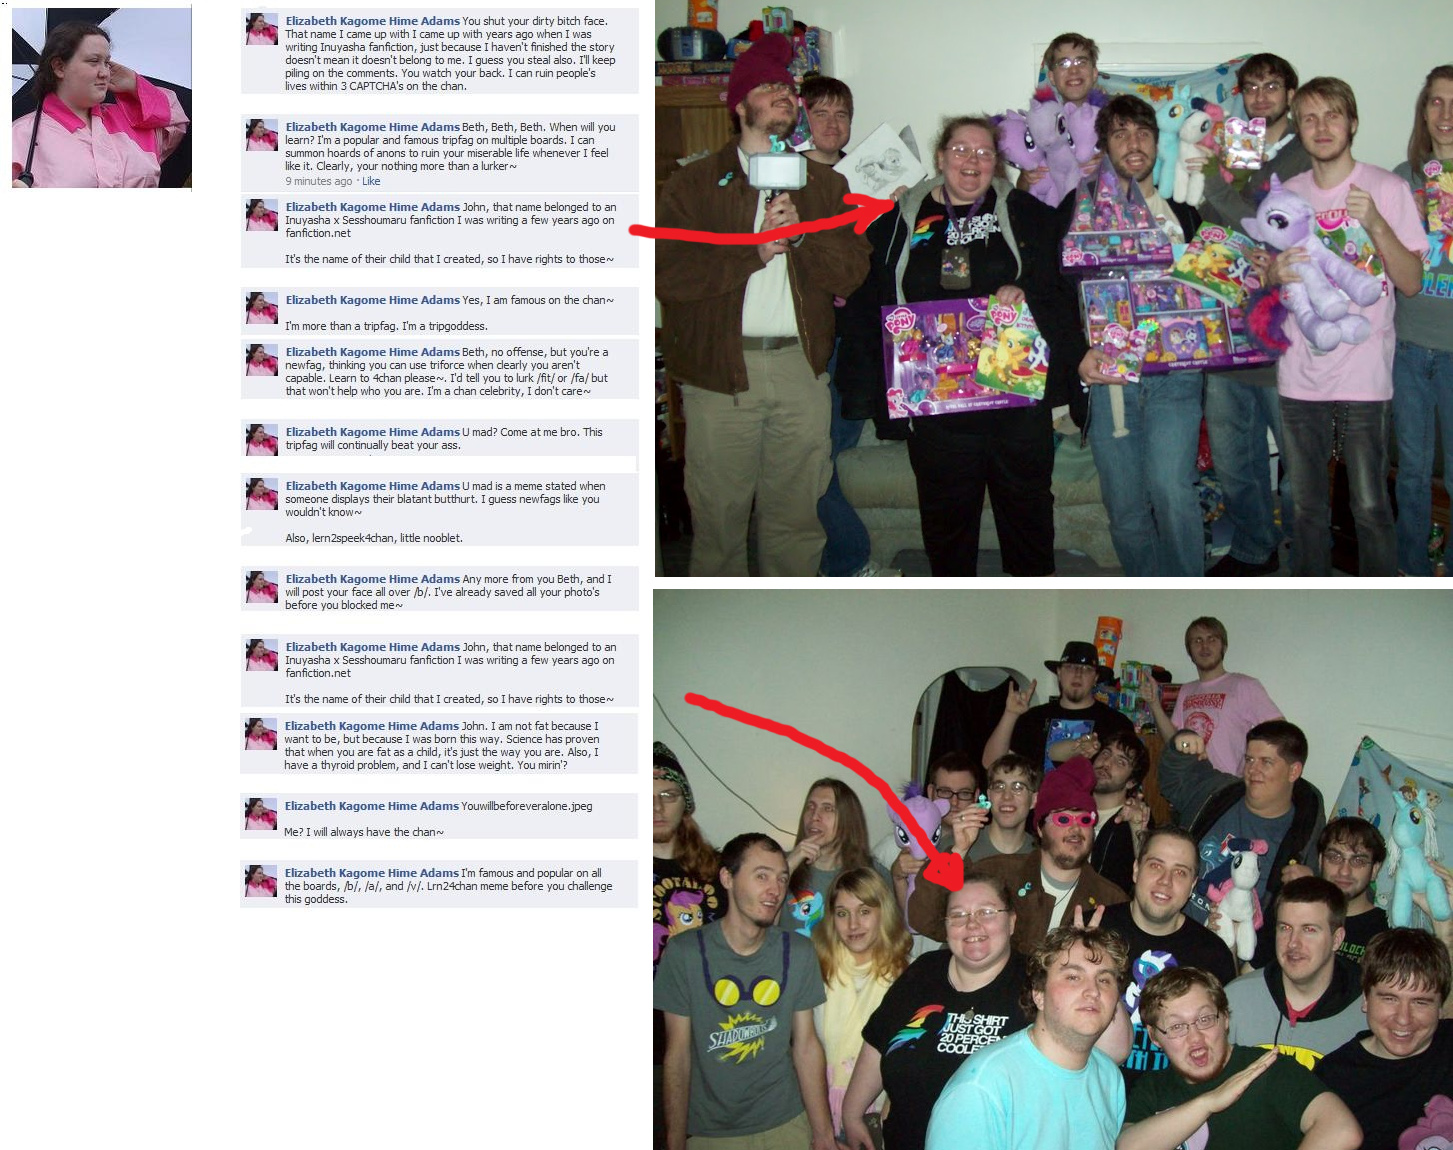 Elizabeth Kagome Hime Adams You shut your dirty bitch face.
That name I came up with I came up with years ago when I was
writing Inuyasha fanfiction, just because I haven't finished the story
doesn't mean it doesn't belong to me. I guess you steal also. I'll keep
piling on the comments. You watch your back. I can ruin people's
lives within 3 CAPTCHA's on the chan.
Elizabeth Kagome Hime Adams Beth, Beth, Beth. When will you
learn? I'm a popular and famous tripfag on multiple boards. I can
summon hoards of anons to ruin your miserable life whenever I feel
like it. Clearly, your nothing more than a lurker~
9 minutes ago · Like
Elizabeth Kagome Hime Adams John, that name belonged to an
Inuyasha x Sesshoumaru fanfiction I was writing a few years ago on
fanfiction.net
It's the name of their child that I created, so I have rights to those~
Elizabeth Kagome Hime Adams Yes, I am famous on the chan~
I'm more than a tripfag. I'm a tripgoddess.
Elizabeth Kagome Hime Adams Beth, no offense, but you're a
newfag, thinking you can use triforce when clearly you aren't
capable. Learn to 4chan please~. I'd tell you to lurk /fit/ or /fa/ but
that won't help who you are. I'm a chan celebrity, I don't care~
Elizabeth Kagome Hime Adams U mad? Come at me bro. This
tripfag will continually beat your ass.
Elizabeth Kagome Hime Adams U mad is a meme stated when
someone displays their blatant butthurt. I guess newfags like you
wouldn't know~
Also, lern2speek4chan, little nooblet.
Elizabeth Kagome Hime Adams Any more from you Beth, and I
will post your face all over /b/. I've already saved all your photo's
before you blocked me~
Elizabeth Kagome Hime Adams John, that name belonged to an
Inuyasha x Sesshoumaru fanfiction I was writing a few years ago on
fanfiction.net
It's the name of their child that I created, so I have rights to those~
Elizabeth Kagome Hime Adams John. I am not fat because I
want to be, but because I was born this way. Science has proven
that when you are fat as a child, it's just the way you are. Also, I
have a thyroid problem, and I can't lose weight. You mirin'?
Elizabeth Kagome Hime Adams Youwillbeforeveralone.jpeg
Me? I will always have the chan~
Elizabeth Kagome Hime Adams I'm famous and popular on all
the boards, /b/, /a/, and /v/. Lrn24chan meme before you challenge
this goddess.
THIS SHIRT
JUST GOT
20 PERCEN
COOLER
PONY
PONY
SHADOWBOLTS
THIS SHIRT
JUST GOT
20 PERCEN
COOLER